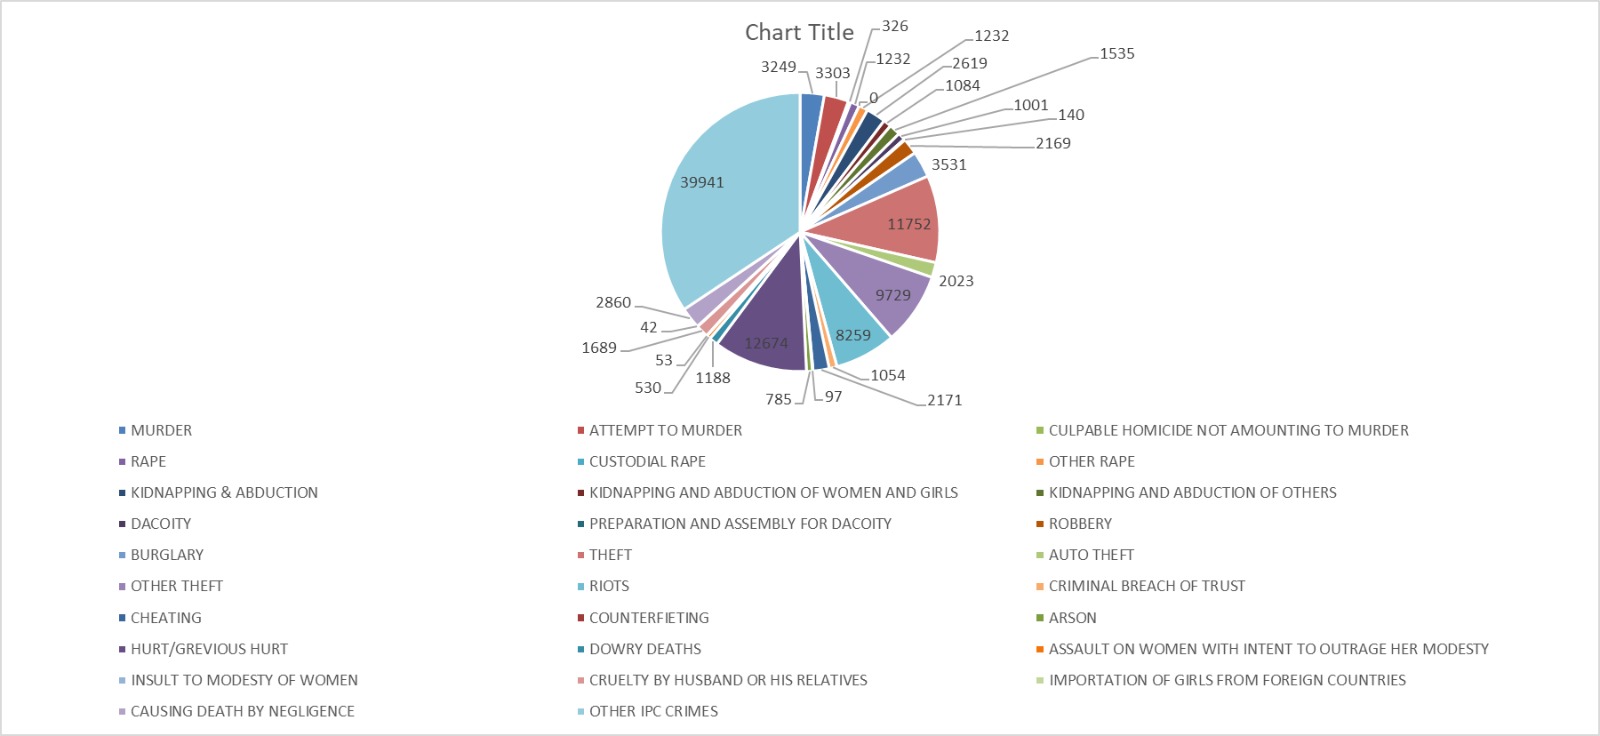 Chart Title
326
1232
3249
3303
1232
2619
1535
1084
0
1001
140
2169
3531
39941
11752
2023
9729
2860
42
8259
12674
1689
53
530
1188
1054
785
97
2171
MURDER ATTEMPT TO MURDER CULPABLE HOMICIDE NOT AMOUNTING TO MURDER
RAPE CUSTODIAL RAPE OTHER RAPE
KIDNAPPING & ABDUCTION KIDNAPPING AND ABDUCTION OF WOMEN AND GIRLS KIDNAPPING AND ABDUCTION OF OTHERS
DACOITY PREPARATION AND ASSEMBLY FOR DACOITY ROBBERY
BURGLARY THEFT AUTO THEFT
OTHER THEFT RIOTS CRIMINAL BREACH OF TRUST
CHEATING COUNTERFIETING ARSON
HURT/GREVIOUS HURT DOWRY DEATHS ASSAULT ON WOMEN WITH INTENT TO OUTRAGE HER MODESTY
INSULT TO MODESTY OF WOMEN CRUELTY BY HUSBAND OR HIS RELATIVES IMPORTATION OF GIRLS FROM FOREIGN COUNTRIES
CAUSING DEATH BY NEGLIGENCE OTHER IPC CRIMES